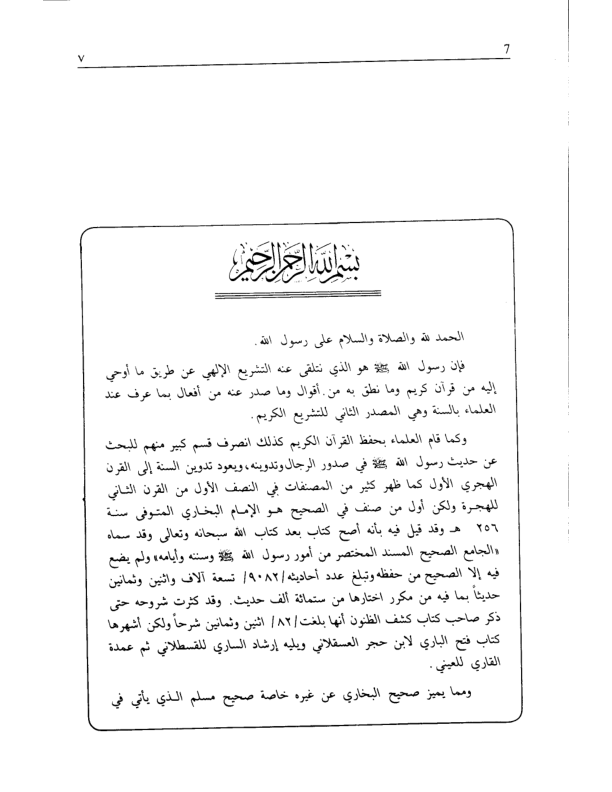 7
٧
بسم الله الرحمن الرحيم
الحمد لله والصلاة والسلام على رسول الله .
فإن رسول الله ﷺ هو الذي نتلقى عنه التشريع الإلهي عن طريق ما أوحي
إليه من قرآن كريم وما نطق به من . أقوال وما صدر عنه من أفعال بما عرف عند
العلماء بالسنة وهي المصدر الثاني للتشريع الكريم .
وكما قام العلماء بحفظ القرآن الكريم كذلك انصرف قسم كبير منهم للبحث
عن حديث رسول الله ﷺ في صدور الرجال وتدوينه، ويعود تدوين السنة إلى القرن
الهجري الأول كما ظهر كثير من المصنفات في النصف الأول من القرن الثاني
للهجرة ولكن أول من صنف في الصحيح هو الإمام البخاري المتوفى سنة
٢٥٦ هـ وقد قيل فيه بأنه أصح كتاب بعد كتاب الله سبحانه وتعالى وقد سماه
«الجامع الصحيح المسند المختصر من أمور رسول الله ﷺ وسننه وأيامه» ولم يضع
فيه إلا الصحيح من حفظه وتبلغ عدد أحاديثه/٩٠٨٢/ تسعة آلاف واثنين وثمانين
حديثاً بما فيه من مكرر اختارها من ستمائة ألف حديث. وقد كثرت شروحه حتى
ذكر صاحب كتاب كشف الظنون أنها بلغت/٨٢/ اثنين وثمانين شرحاً ولكن أشهرها
كتاب فتح الباري لابن حجر العسقلاني ويليه إرشاد الساري للقسطلاني ثم عمدة
القاري للعيني .
ومما يميز صحيح البخاري عن غيره خاصة صحيح مسلم الذي يأتي في